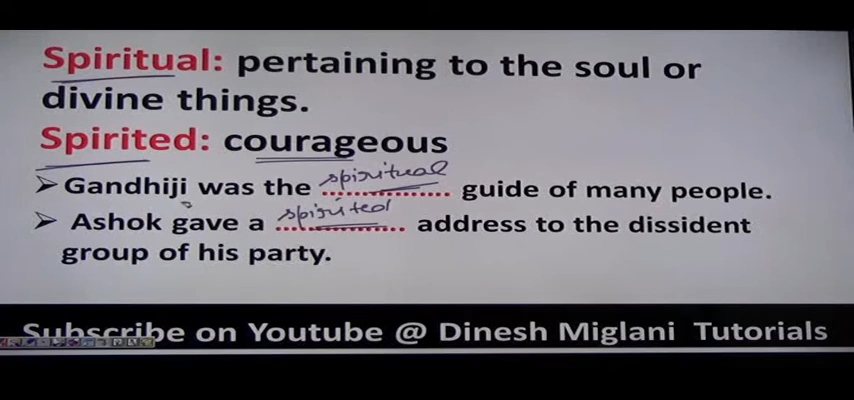 Spiritual: pertaining to the soul or
divine things.
Spirited: courageous
➢ Gandhiji was the spiritual guide of many people.
➢ Ashok gave a spirited address to the dissident
group of his party.
Subscribe on Youtube @ Dinesh Miglani Tutorials